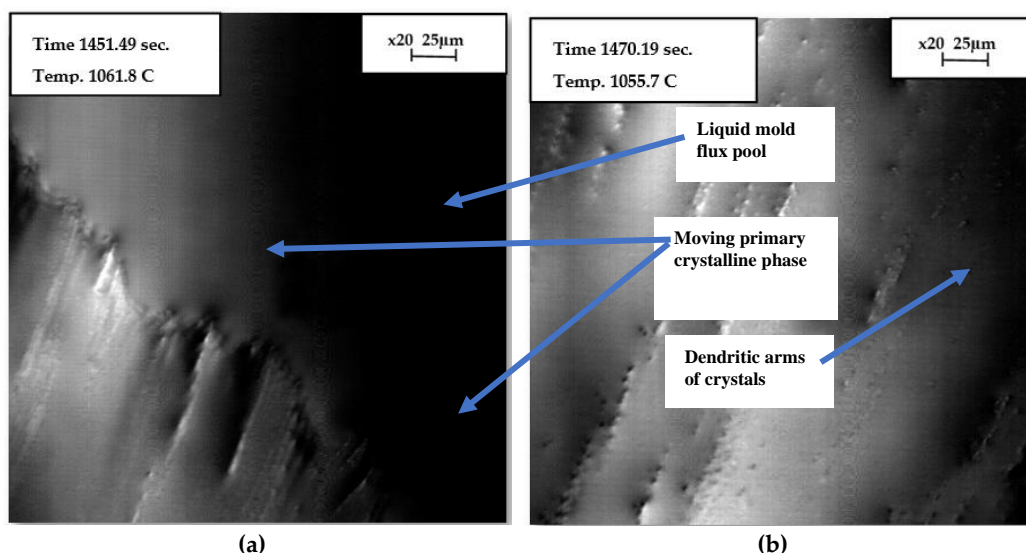 Time 1451.49 sec.
Temp. 1061.8 C
x20 25µm
Time 1470.19 sec.
Temp. 1055.7 C
x20 25µm
Liquid mold
flux pool
Moving primary
crystalline phase
Dendritic arms
of crystals
(a)
(b)